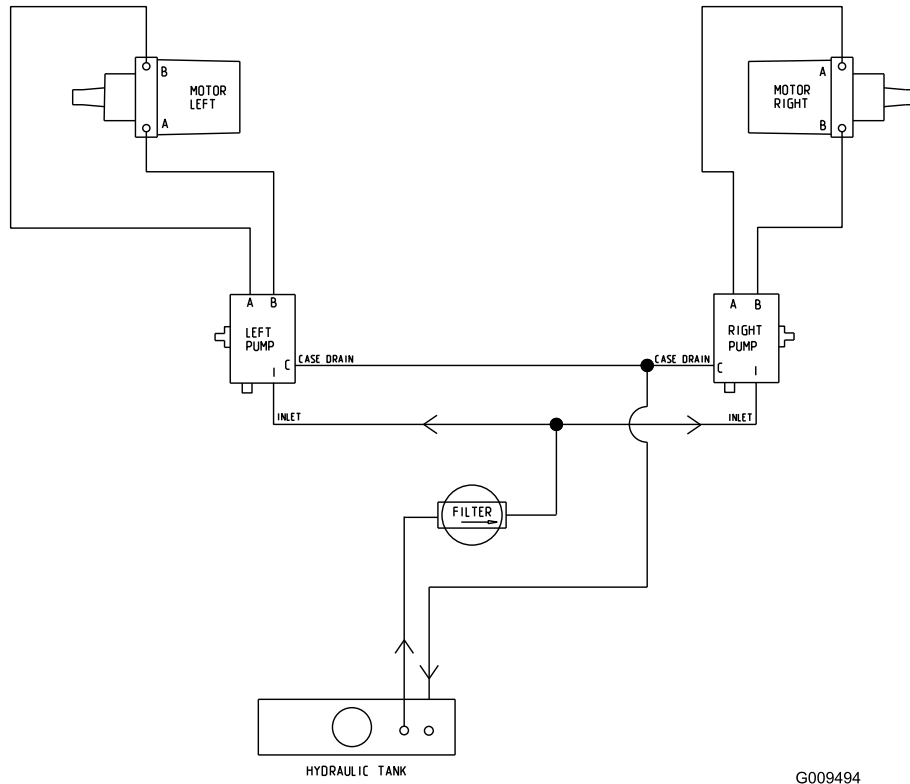 B
MOTOR
LEFT
A
A
MOTOR
RIGHT
B
A B
LEFT
PUMP
C
I
CASE DRAIN
INLET
A B
RIGHT
PUMP
C
I
CASE DRAIN
INLET
FILTER
HYDRAULIC TANK
G009494